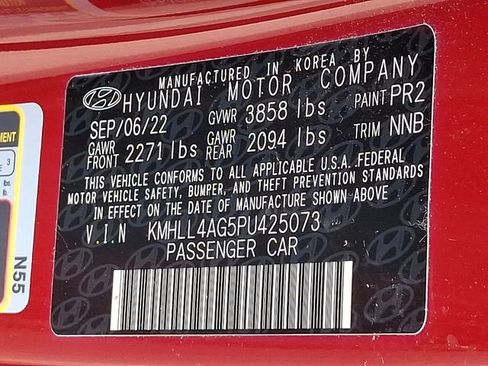 MANUFACTURED IN KOREA BY
HYUNDAI MOTOR COMPANY
SEP/06/22 GVWR 3858 lbs PAINT PR2
GAWR FRONT 2271 lbs GAWR REAR 2094 lbs TRIM NNB
THIS VEHICLE CONFORMS TO ALL APPLICABLE U.S.A. FEDERAL
MOTOR VEHICLE SAFETY, BUMPER, AND THEFT PREVENTION STANDARDS
IN EFFECT ON THE DATE OF MANUFACTURE SHOWN ABOVE
V.I.N KMHLL4AG5PU425073
PASSENGER CAR
3
lbs.
N55